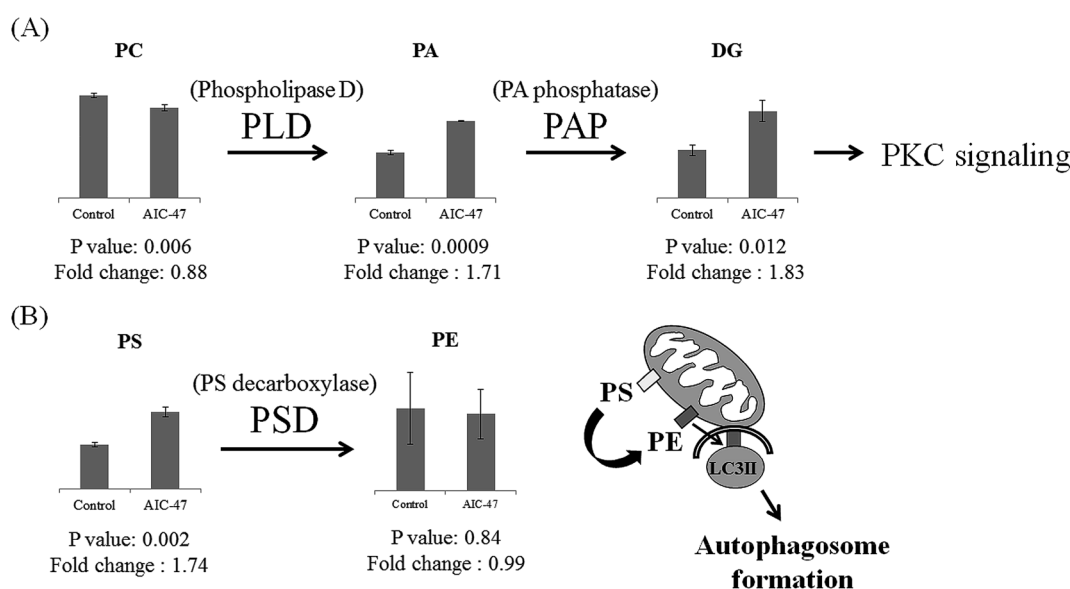 (A)
PC
Control AIC-47
P value: 0.006
Fold change: 0.88
(Phospholipase D)
PLD
PA
Control AIC-47
P value: 0.0009
Fold change : 1.71
(PA phosphatase)
PAP
DG
Control AIC-47
P value: 0.012
Fold change : 1.83
PKC signaling
(B)
PS
Control AIC-47
P value: 0.002
Fold change : 1.74
(PS decarboxylase)
PSD
PE
Control AIC-47
P value: 0.84
Fold change : 0.99
PS
PE
LC3II
Autophagosome
formation